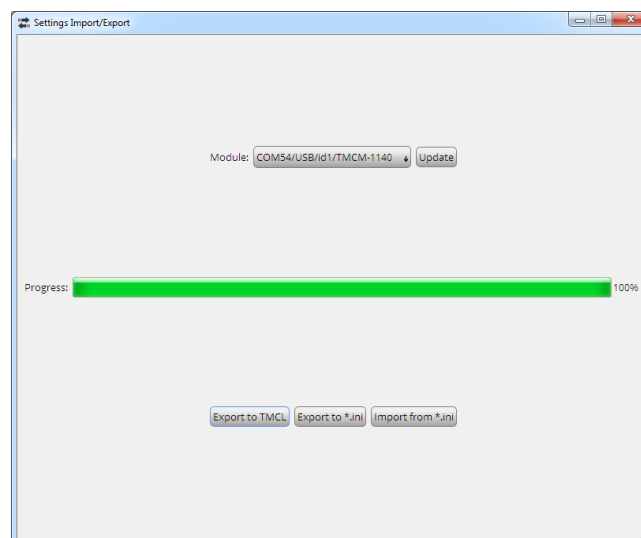 Settings Import/Export
Module: COM54/USB/id1/TMCM-1140 Update
Progress: 100%
Export to TMCL Export to *.ini Import from *.ini